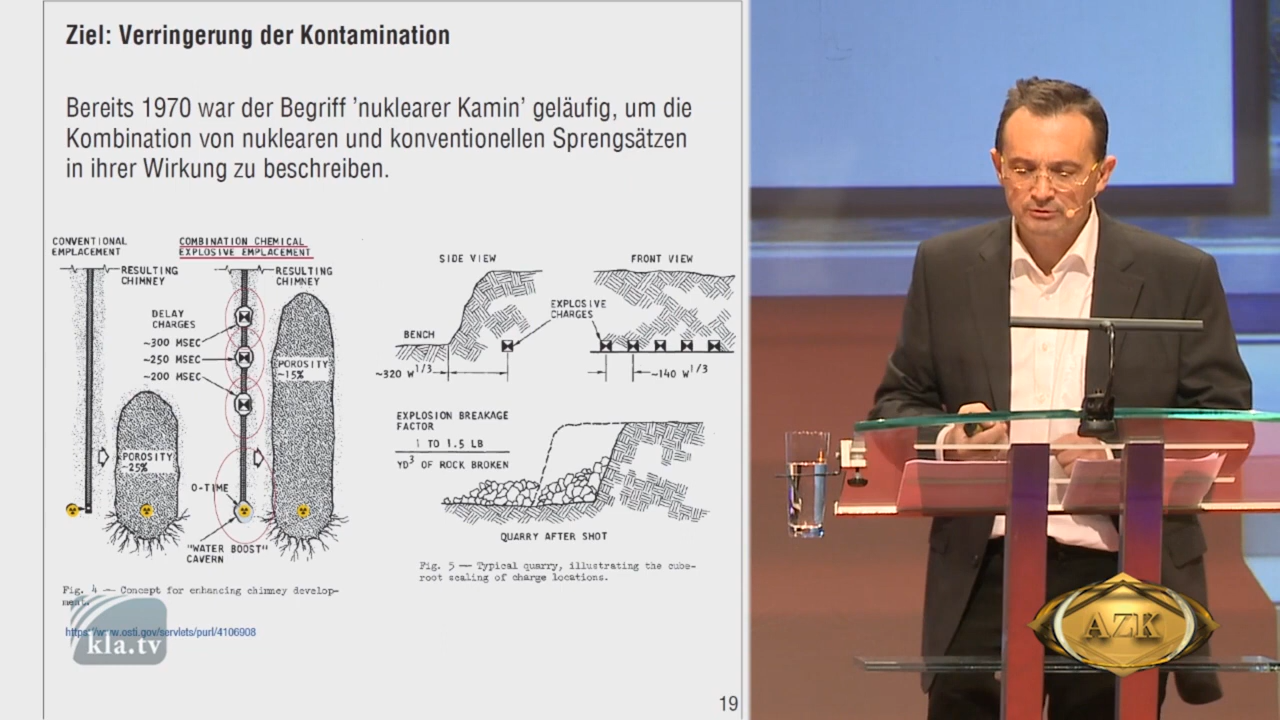 Ziel: Verringerung der Kontamination
Bereits 1970 war der Begriff 'nuklearer Kamin' geläufig, um die
Kombination von nuklearen und konventionellen Sprengsätzen
in ihrer Wirkung zu beschreiben.
CONVENTIONAL
EMPLACEMENT
COMBINATION CHEMICAL
EXPLOSIVE EMPLACEMENT
RESULTING
CHIMNEY
RESULTING
CHIMNEY
DELAY
CHARGES
~300 MSEC
~250 MSEC
~200 MSEC
POROSITY
~15%
POROSITY
~25%
O-TIME
"WATER BOOST"
CAVERN
Fig. 4 — Concept for enhancing chimney develop-
ment.
SIDE VIEW
FRONT VIEW
EXPLOSIVE
CHARGES
BENCH
~320 W1/3
~140 W1/3
EXPLOSION BREAKAGE
FACTOR
1 TO 1.5 LB
YD3 OF ROCK BROKEN
QUARRY AFTER SHOT
Fig. 5 — Typical quarry, illustrating the cube-
root scaling of charge locations.
https://www.osti.gov/servlets/purl/4106908
kla.tv
19
AZK